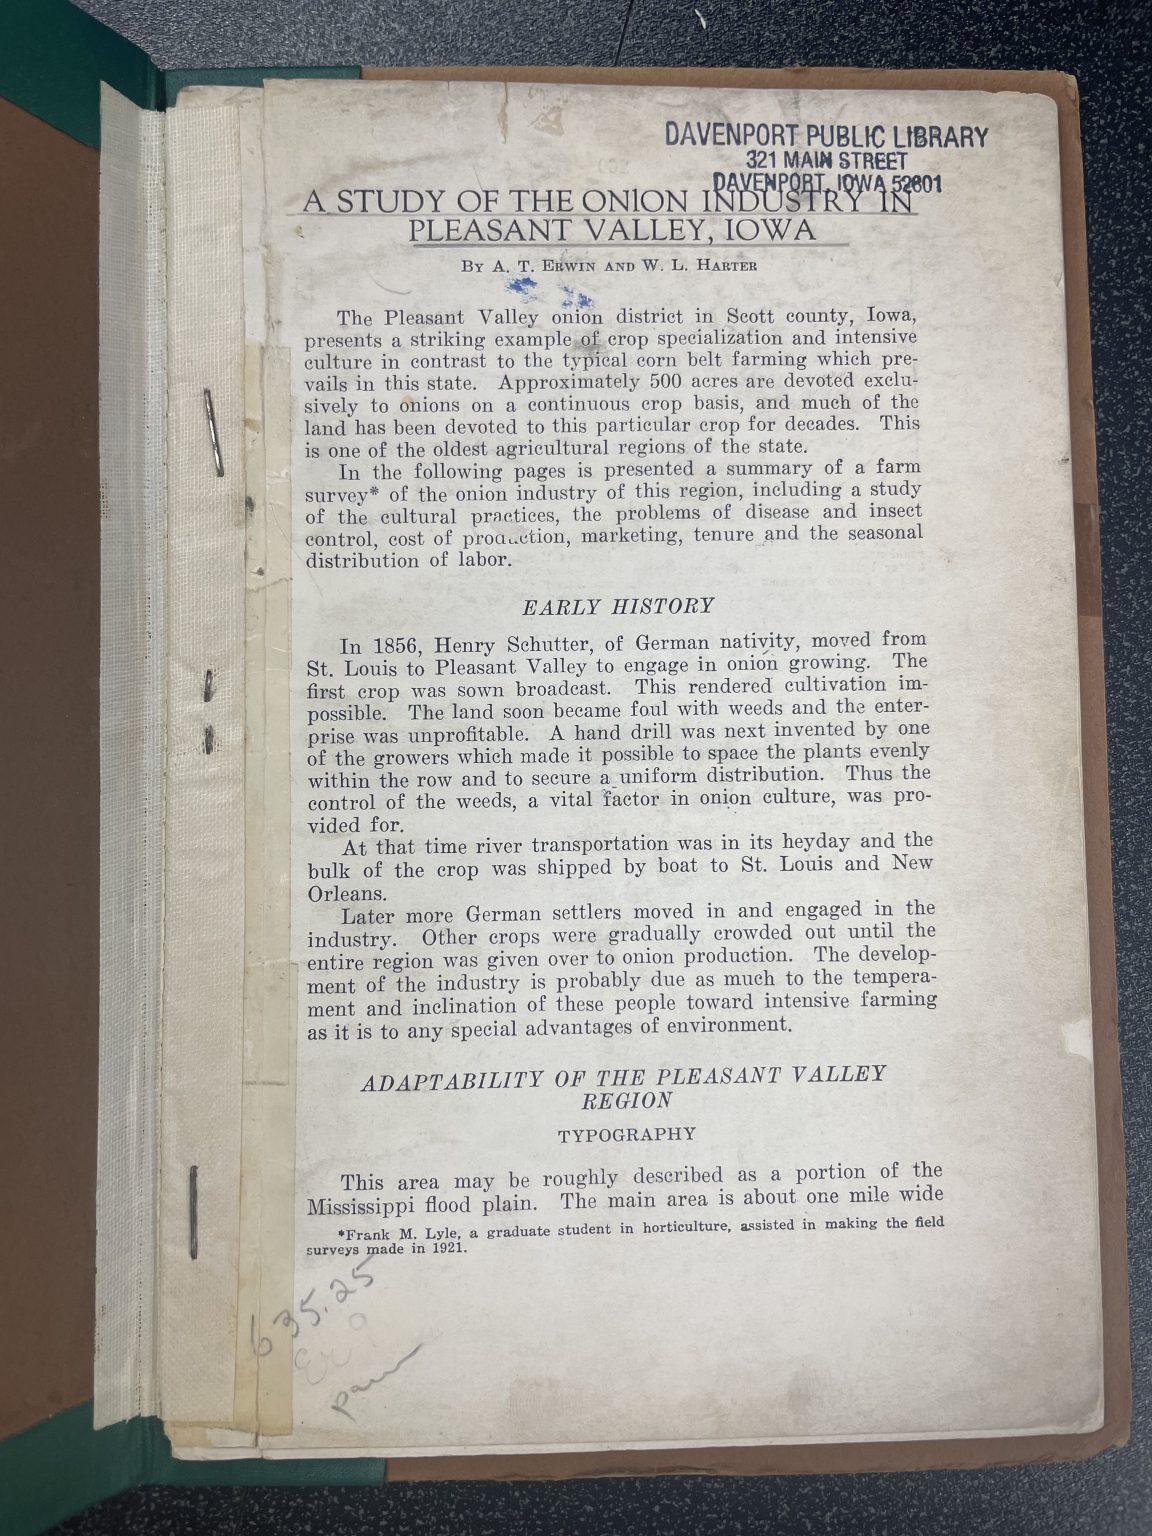 DAVENPORT PUBLIC LIBRARY
321 MAIN STREET
DAVENPORT, IOWA 52801
A STUDY OF THE ONION INDUSTRY IN
PLEASANT VALLEY, IOWA
BY A. T. ERWIN AND W. L. HARTER
The Pleasant Valley onion district in Scott county, Iowa,
presents a striking example of crop specialization and intensive
culture in contrast to the typical corn belt farming which pre-
vails in this state. Approximately 500 acres are devoted exclu-
sively to onions on a continuous crop basis, and much of the
land has been devoted to this particular crop for decades. This
is one of the oldest agricultural regions of the state.
In the following pages is presented a summary of a farm
survey* of the onion industry of this region, including a study
of the cultural practices, the problems of disease and insect
control, cost of production, marketing, tenure and the seasonal
distribution of labor.
EARLY HISTORY
In 1856, Henry Schutter, of German nativity, moved from
St. Louis to Pleasant Valley to engage in onion growing. The
first crop was sown broadcast. This rendered cultivation im-
possible. The land soon became foul with weeds and the enter-
prise was unprofitable. A hand drill was next invented by one
of the growers which made it possible to space the plants evenly
within the row and to secure a uniform distribution. Thus the
control of the weeds, a vital factor in onion culture, was pro-
vided for.
At that time river transportation was in its heyday and the
bulk of the crop was shipped by boat to St. Louis and New
Orleans.
Later more German settlers moved in and engaged in the
industry. Other crops were gradually crowded out until the
entire region was given over to onion production. The develop-
ment of the industry is probably due as much to the tempera-
ment and inclination of these people toward intensive farming
as it is to any special advantages of environment.
ADAPTABILITY OF THE PLEASANT VALLEY
REGION
TYPOGRAPHY
This area may be roughly described as a portion of the
Mississippi flood plain. The main area is about one mile wide
*Frank M. Lyle, a graduate student in horticulture, assisted in making the field
surveys made in 1921.
635.25